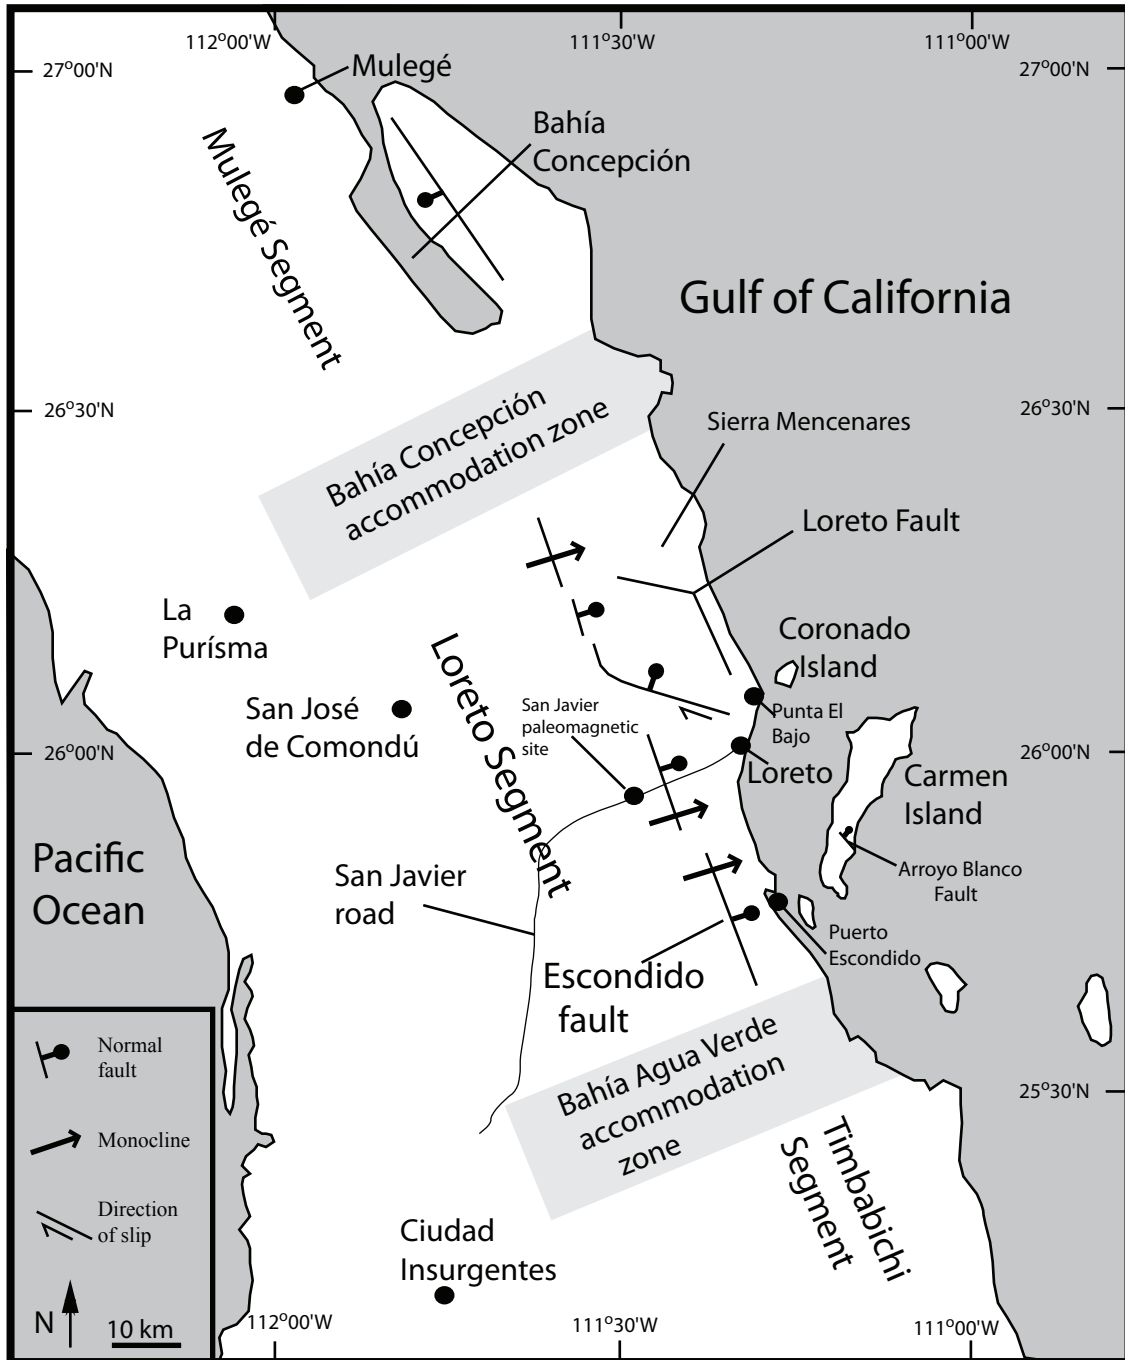 112°00'W
111°30'W
111°00'W
27°00'N
27°00'N
Mulegé
Bahía
Concepción
Mulegé Segment
Gulf of California
26°30'N
26°30'N
Bahía Concepción
accommodation zone
Sierra Mencenares
Loreto Fault
La
Purísma
Coronado
Island
Loreto Segment
San José
de Comondú
San Javier
paleomagnetic
site
Punta El
Bajo
26°00'N
26°00'N
Loreto
Carmen
Island
Pacific
Ocean
San Javier
road
Arroyo Blanco
Fault
Puerto
Escondido
Escondido
fault
Bahía Agua Verde
accommodation
zone
25°30'N
Timbabichi
Segment
Normal
fault
Monocline
Direction
of slip
N
10 km
Ciudad
Insurgentes
112°00'W
111°30'W
111°00'W